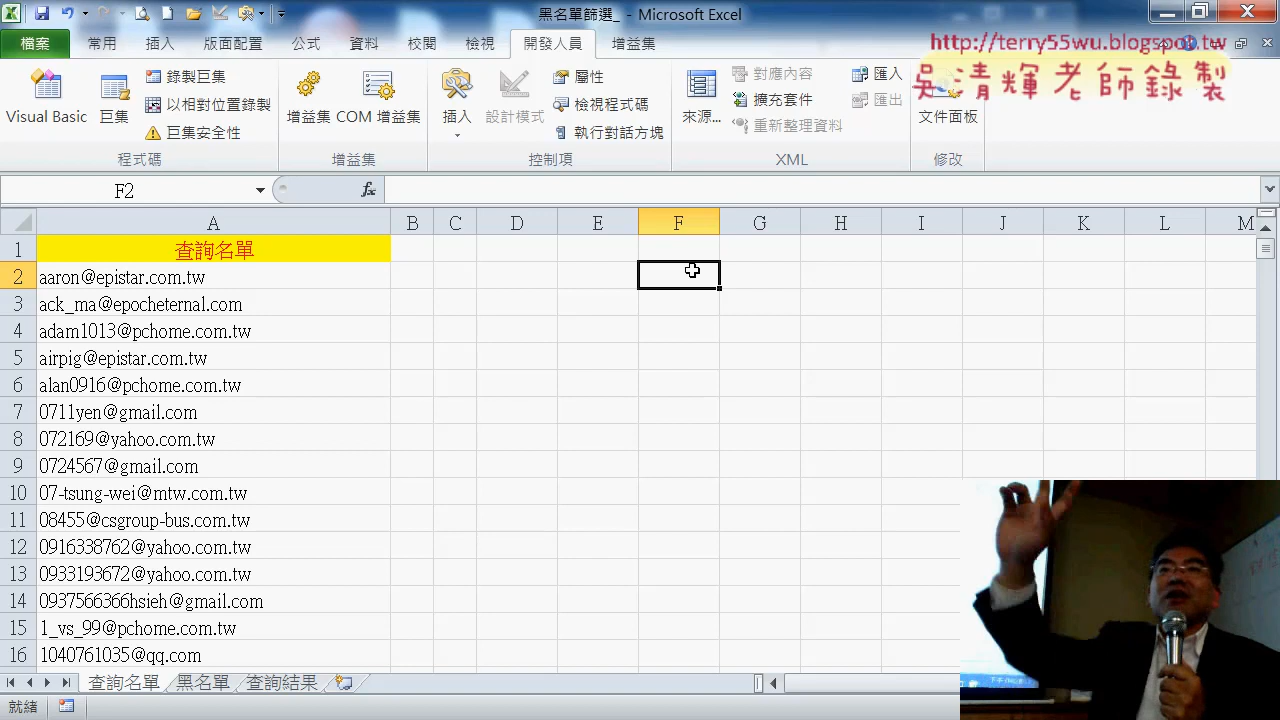 黑名單篩選_ - Microsoft Excel
檔案 常用 插入 版面配置 公式 資料 校閱 檢視 開發人員 增益集
http://terry55wu.blogspot.tw
吳清輝老師錄製
Visual Basic 巨集 錄製巨集 以相對位置錄製 巨集安全性
增益集 COM 增益集
插入 設計模式 屬性 檢視程式碼 執行對話方塊
來源... 對應內容 擴充套件 重新整理資料 匯入 匯出
文件面板
程式碼 增益集 控制項 XML 修改
F2 fx
A B C D E F G H I J K L M
1 查詢名單
2 aaron@epistar.com.tw
3 ack_ma@epocheternal.com
4 adam1013@pchome.com.tw
5 airpig@epistar.com.tw
6 alan0916@pchome.com.tw
7 0711yen@gmail.com
8 072169@yahoo.com.tw
9 0724567@gmail.com
10 07-tsung-wei@mtw.com.tw
11 08455@csgroup-bus.com.tw
12 0916338762@yahoo.com.tw
13 0933193672@yahoo.com.tw
14 0937566366hsieh@gmail.com
15 1_vs_99@pchome.com.tw
16 1040761035@qq.com
查詢名單 黑名單 查詢結果
就緒